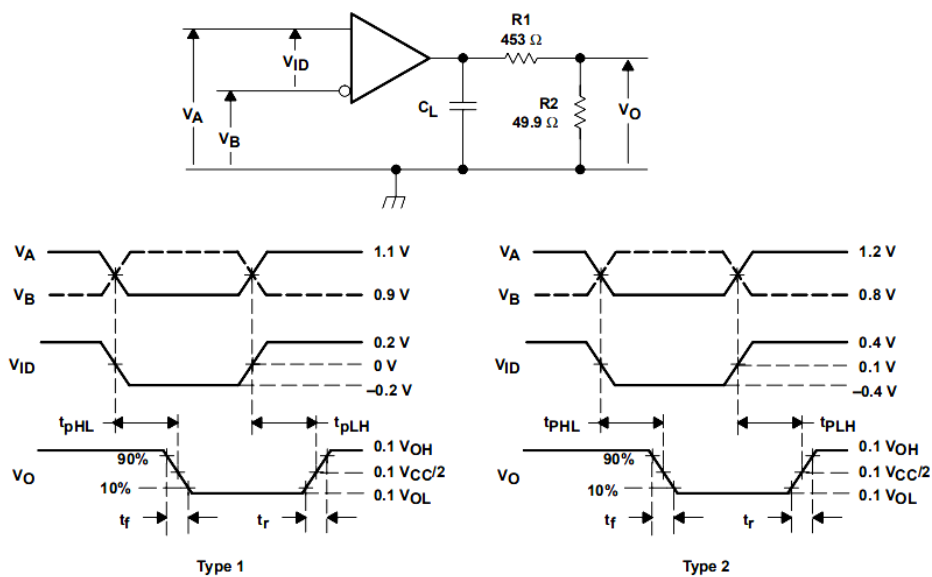 R1
453 Ω
VID
VA
VB
CL
R2
49.9 Ω
VO
VA
1.1 V
VB
0.9 V
VID
0.2 V
0 V
–0.2 V
tpHL
tpLH
VO
90%
10%
0.1 VOH
0.1 VCC/2
0.1 VOL
tf
tr
Type 1
VA
1.2 V
VB
0.8 V
VID
0.4 V
0.1 V
–0.4 V
tPHL
tPLH
VO
90%
10%
0.1 VOH
0.1 VCC/2
0.1 VOL
tf
tr
Type 2